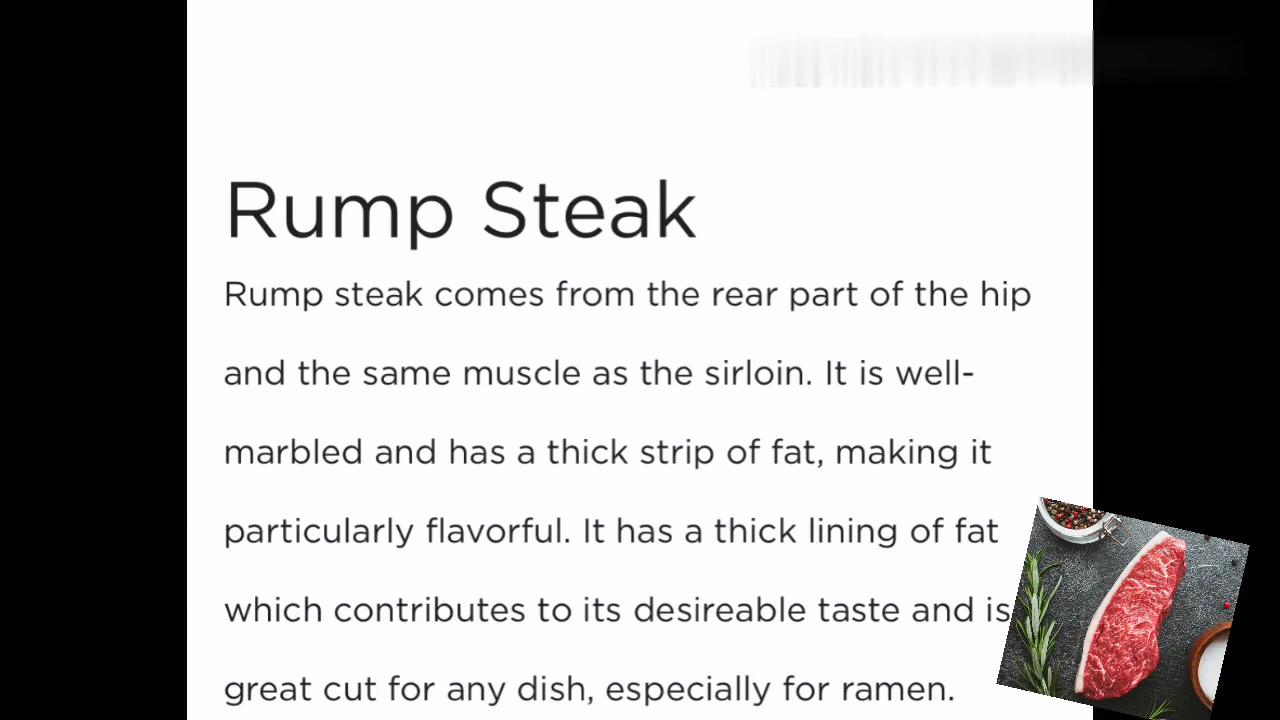 Rump Steak
Rump steak comes from the rear part of the hip
and the same muscle as the sirloin. It is well-
marbled and has a thick strip of fat, making it
particularly flavorful. It has a thick lining of fat
which contributes to its desireable taste and is
great cut for any dish, especially for ramen.